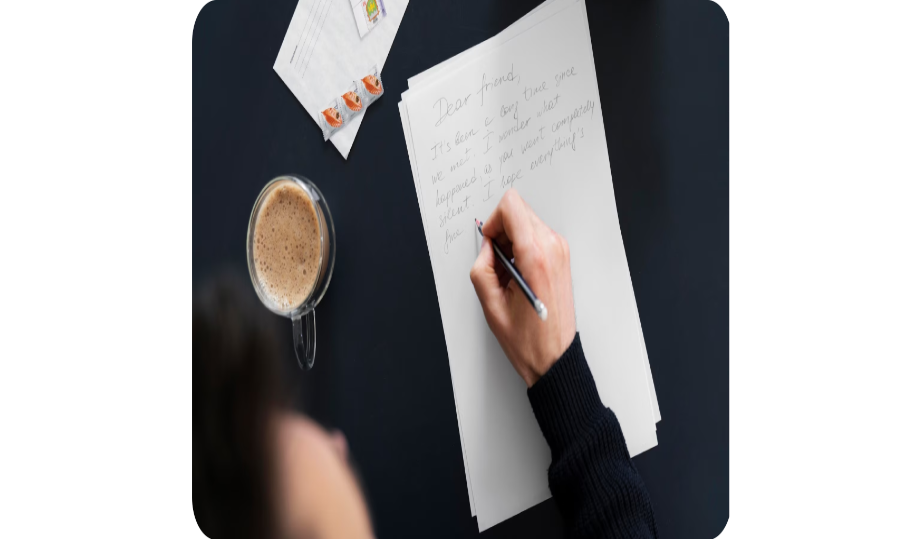 Dear friend,
It's been a long time since
we met. I wonder what
happened as you went completely
silent. I hope everything's
fine